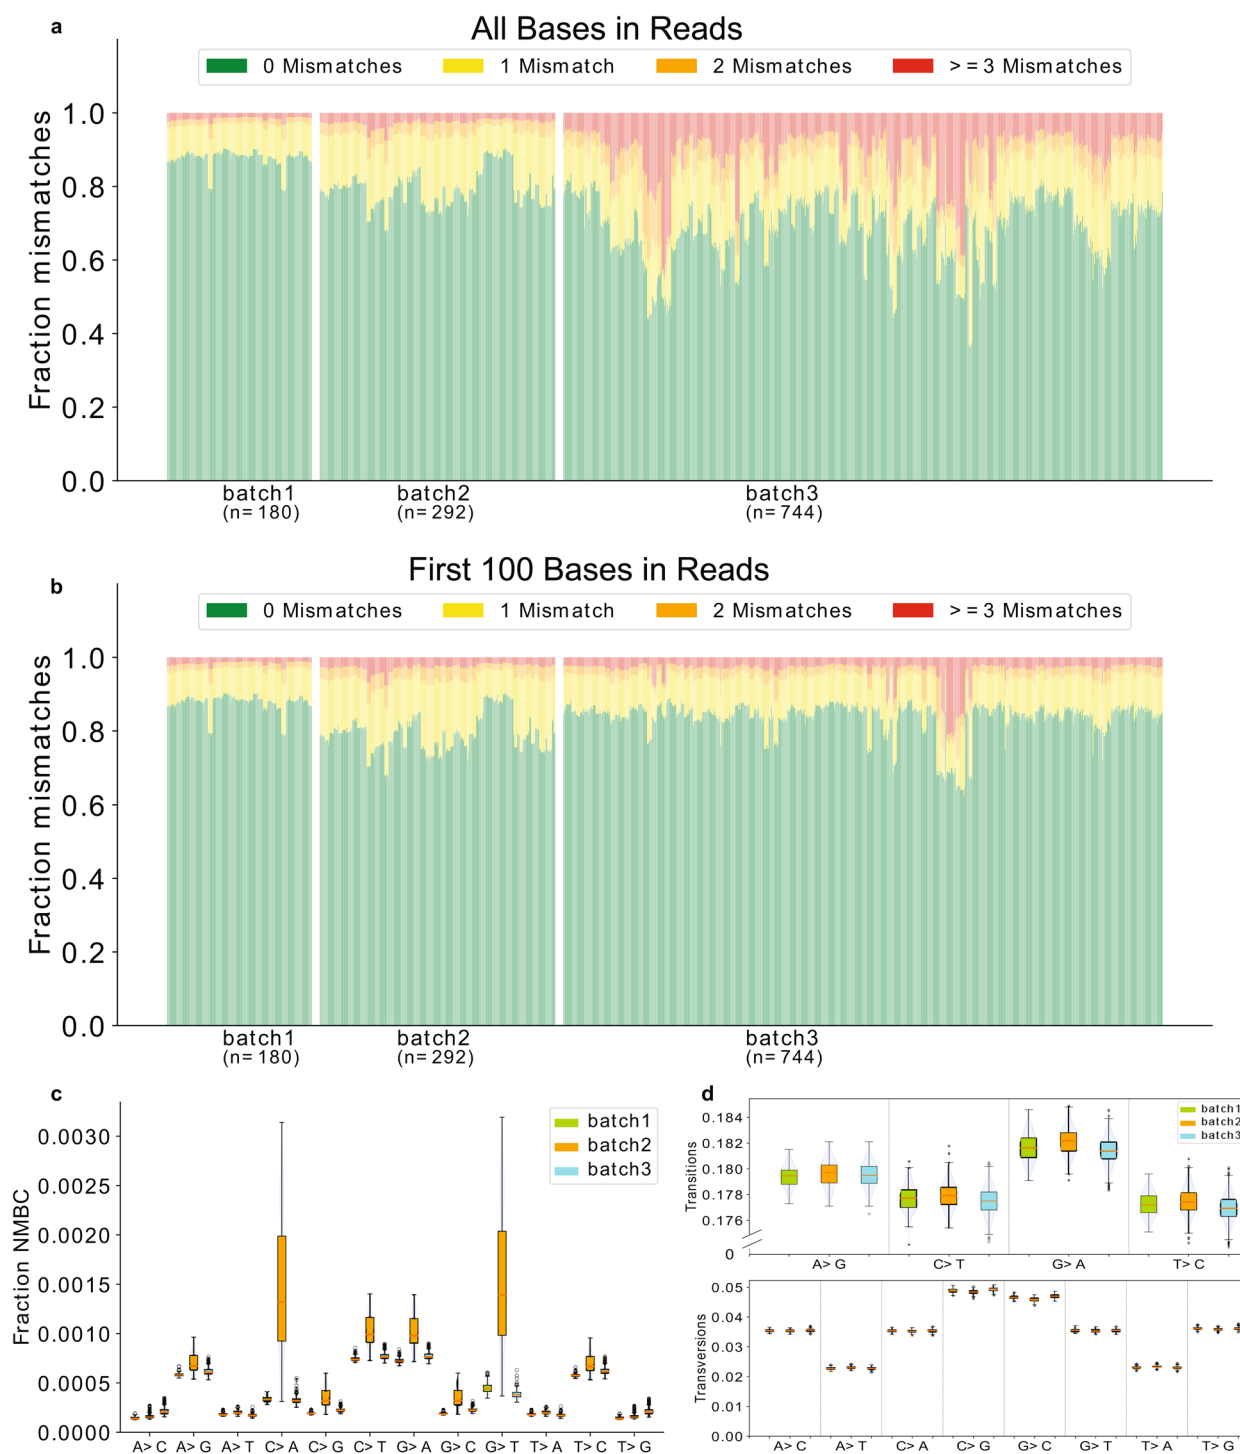 a
All Bases in Reads
0 Mismatches 1 Mismatch 2 Mismatches >=3 Mismatches
Fraction mismatches
1.0
0.8
0.6
0.4
0.2
0.0
batch1 batch2 batch3
(n=180) (n=292) (n=744)
b
First 100 Bases in Reads
0 Mismatches 1 Mismatch 2 Mismatches >=3 Mismatches
Fraction mismatches
1.0
0.8
0.6
0.4
0.2
0.0
batch1 batch2 batch3
(n=180) (n=292) (n=744)
c
batch1
batch2
batch3
Fraction NMBC
0.0030
0.0025
0.0020
0.0015
0.0010
0.0005
0.0000
A>C A>G A>T C>A C>G C>T G>A G>C G>T T>A T>C T>G
d
batch1
batch2
batch3
Transitions
0.184
0.182
0.180
0.178
0.176
0
A>G C>T G>A T>C
Transversions
0.05
0.04
0.03
0.02
0.01
0.00
A>C A>T C>A C>G G>C G>T T>A T>G